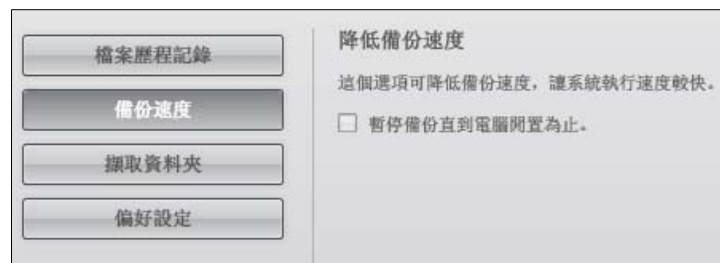 檔案歷程記錄
備份速度
擷取資料夾
偏好設定
降低備份速度
這個選項可降低備份速度，讓系統執行速度較快。
暫停備份直到電腦閒置為止。